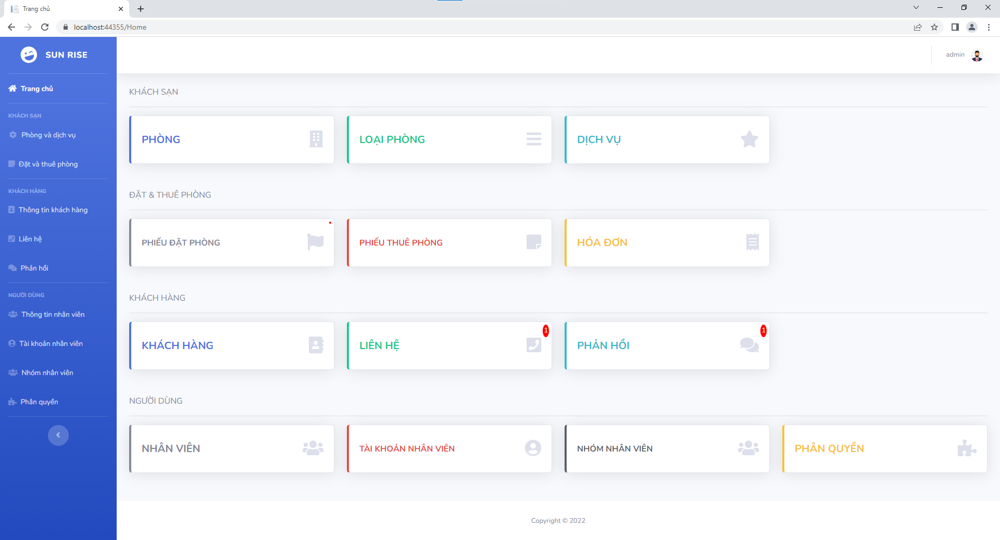 Trang chủ
localhost:44355/Home
SUN RISE
admin
Trang chủ
KHÁCH SẠN
Phòng và dịch vụ
Đặt và thuê phòng
KHÁCH HÀNG
Thông tin khách hàng
Liên hệ
Phản hồi
NGƯỜI DÙNG
Thông tin nhân viên
Tài khoản nhân viên
Nhóm nhân viên
Phân quyền
KHÁCH SẠN
PHÒNG
LOẠI PHÒNG
DỊCH VỤ
ĐẶT & THUÊ PHÒNG
PHIẾU ĐẶT PHÒNG
PHIẾU THUÊ PHÒNG
HÓA ĐƠN
KHÁCH HÀNG
KHÁCH HÀNG
LIÊN HỆ
1
PHẢN HỒI
1
NGƯỜI DÙNG
NHÂN VIÊN
TÀI KHOẢN NHÂN VIÊN
NHÓM NHÂN VIÊN
PHÂN QUYỀN
Copyright © 2022